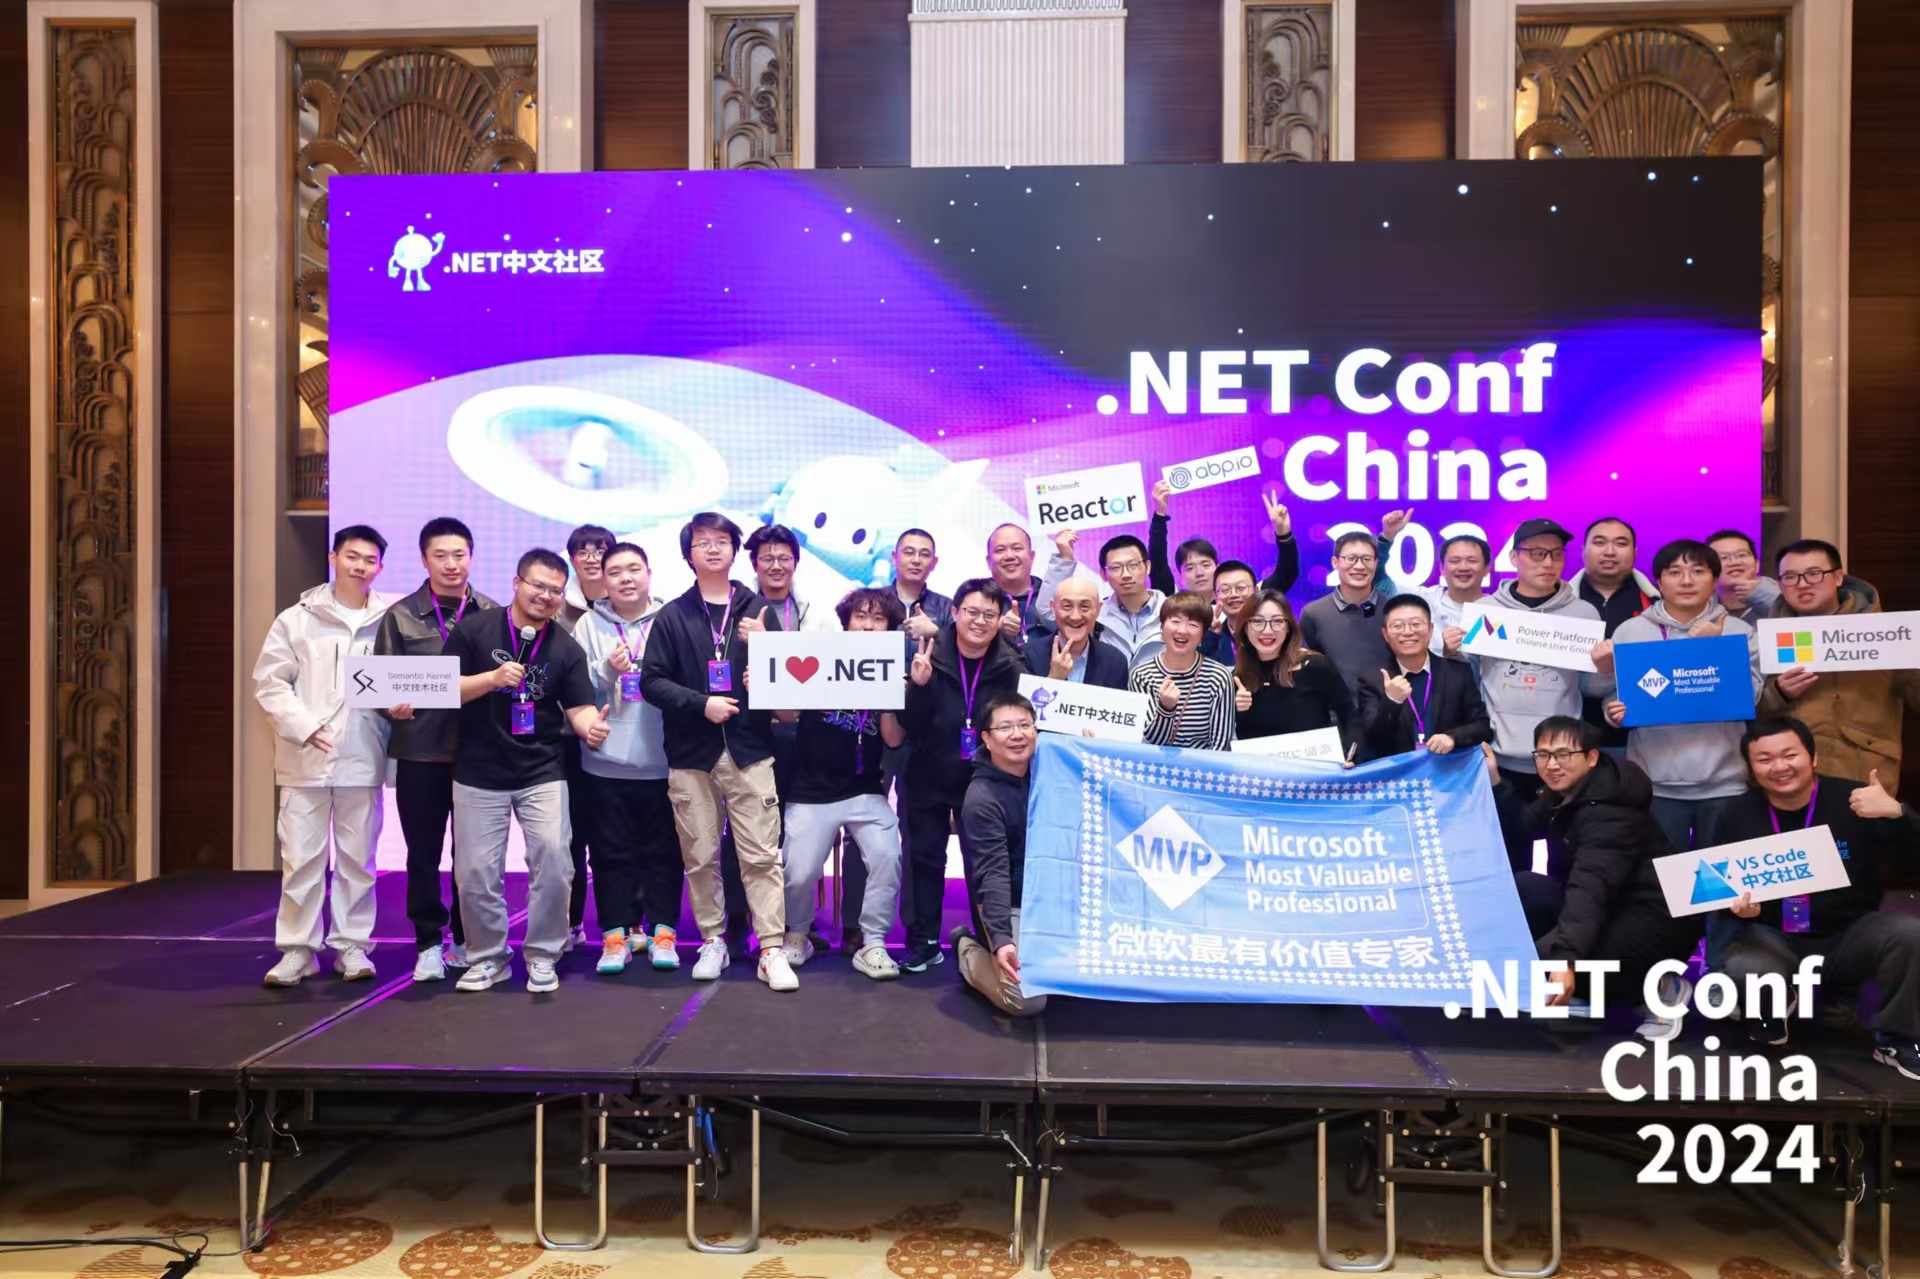 .NET中文社区
.NET Conf
China
2024
Microsoft
Reactor
abp.io
Semantic Kernel
中文技术社区
I ❤ .NET
.NET中文社区
Power Platform
Chinese User Group
MVP
Microsoft®
Most Valuable
Professional
Microsoft
Azure
MVP
Microsoft®
Most Valuable
Professional
微软最有价值专家
VS Code
中文社区
.NET Conf
China
2024